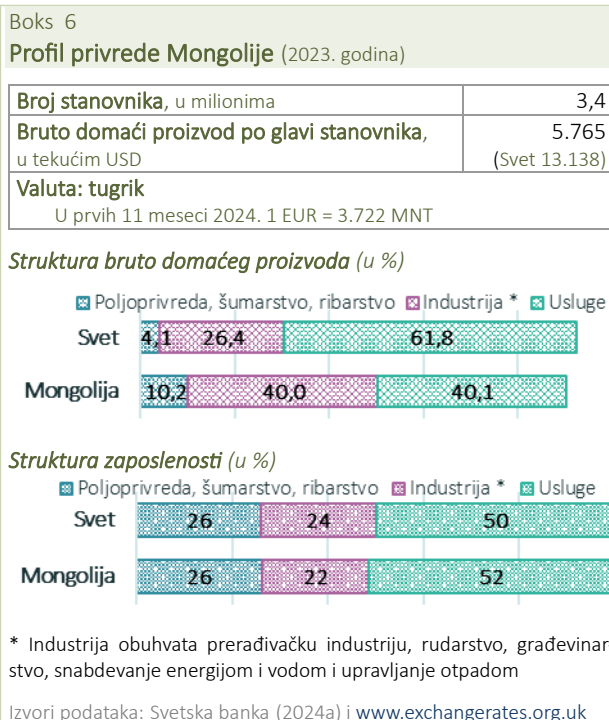 Boks 6
Profil privrede Mongolije (2023. godina)
Broj stanovnika, u milionima 3,4
Bruto domaći proizvod po glavi stanovnika, 5.765
u tekućim USD (Svet 13.138)
Valuta: tugrik
U prvih 11 meseci 2024. 1 EUR = 3.722 MNT
Struktura bruto domaćeg proizvoda (u %)
Poljoprivreda, šumarstvo, ribarstvo Industrija * Usluge
Svet 4,1 26,4 61,8
Mongolija 10,2 40,0 40,1
Struktura zaposlenosti (u %)
Poljoprivreda, šumarstvo, ribarstvo Industrija * Usluge
Svet 26 24 50
Mongolija 26 22 52
* Industrija obuhvata prerađivačku industriju, rudarstvo, građevinar-
stvo, snabdevanje energijom i vodom i upravljanje otpadom
Izvori podataka: Svetska banka (2024a) i www.exchangerates.org.uk